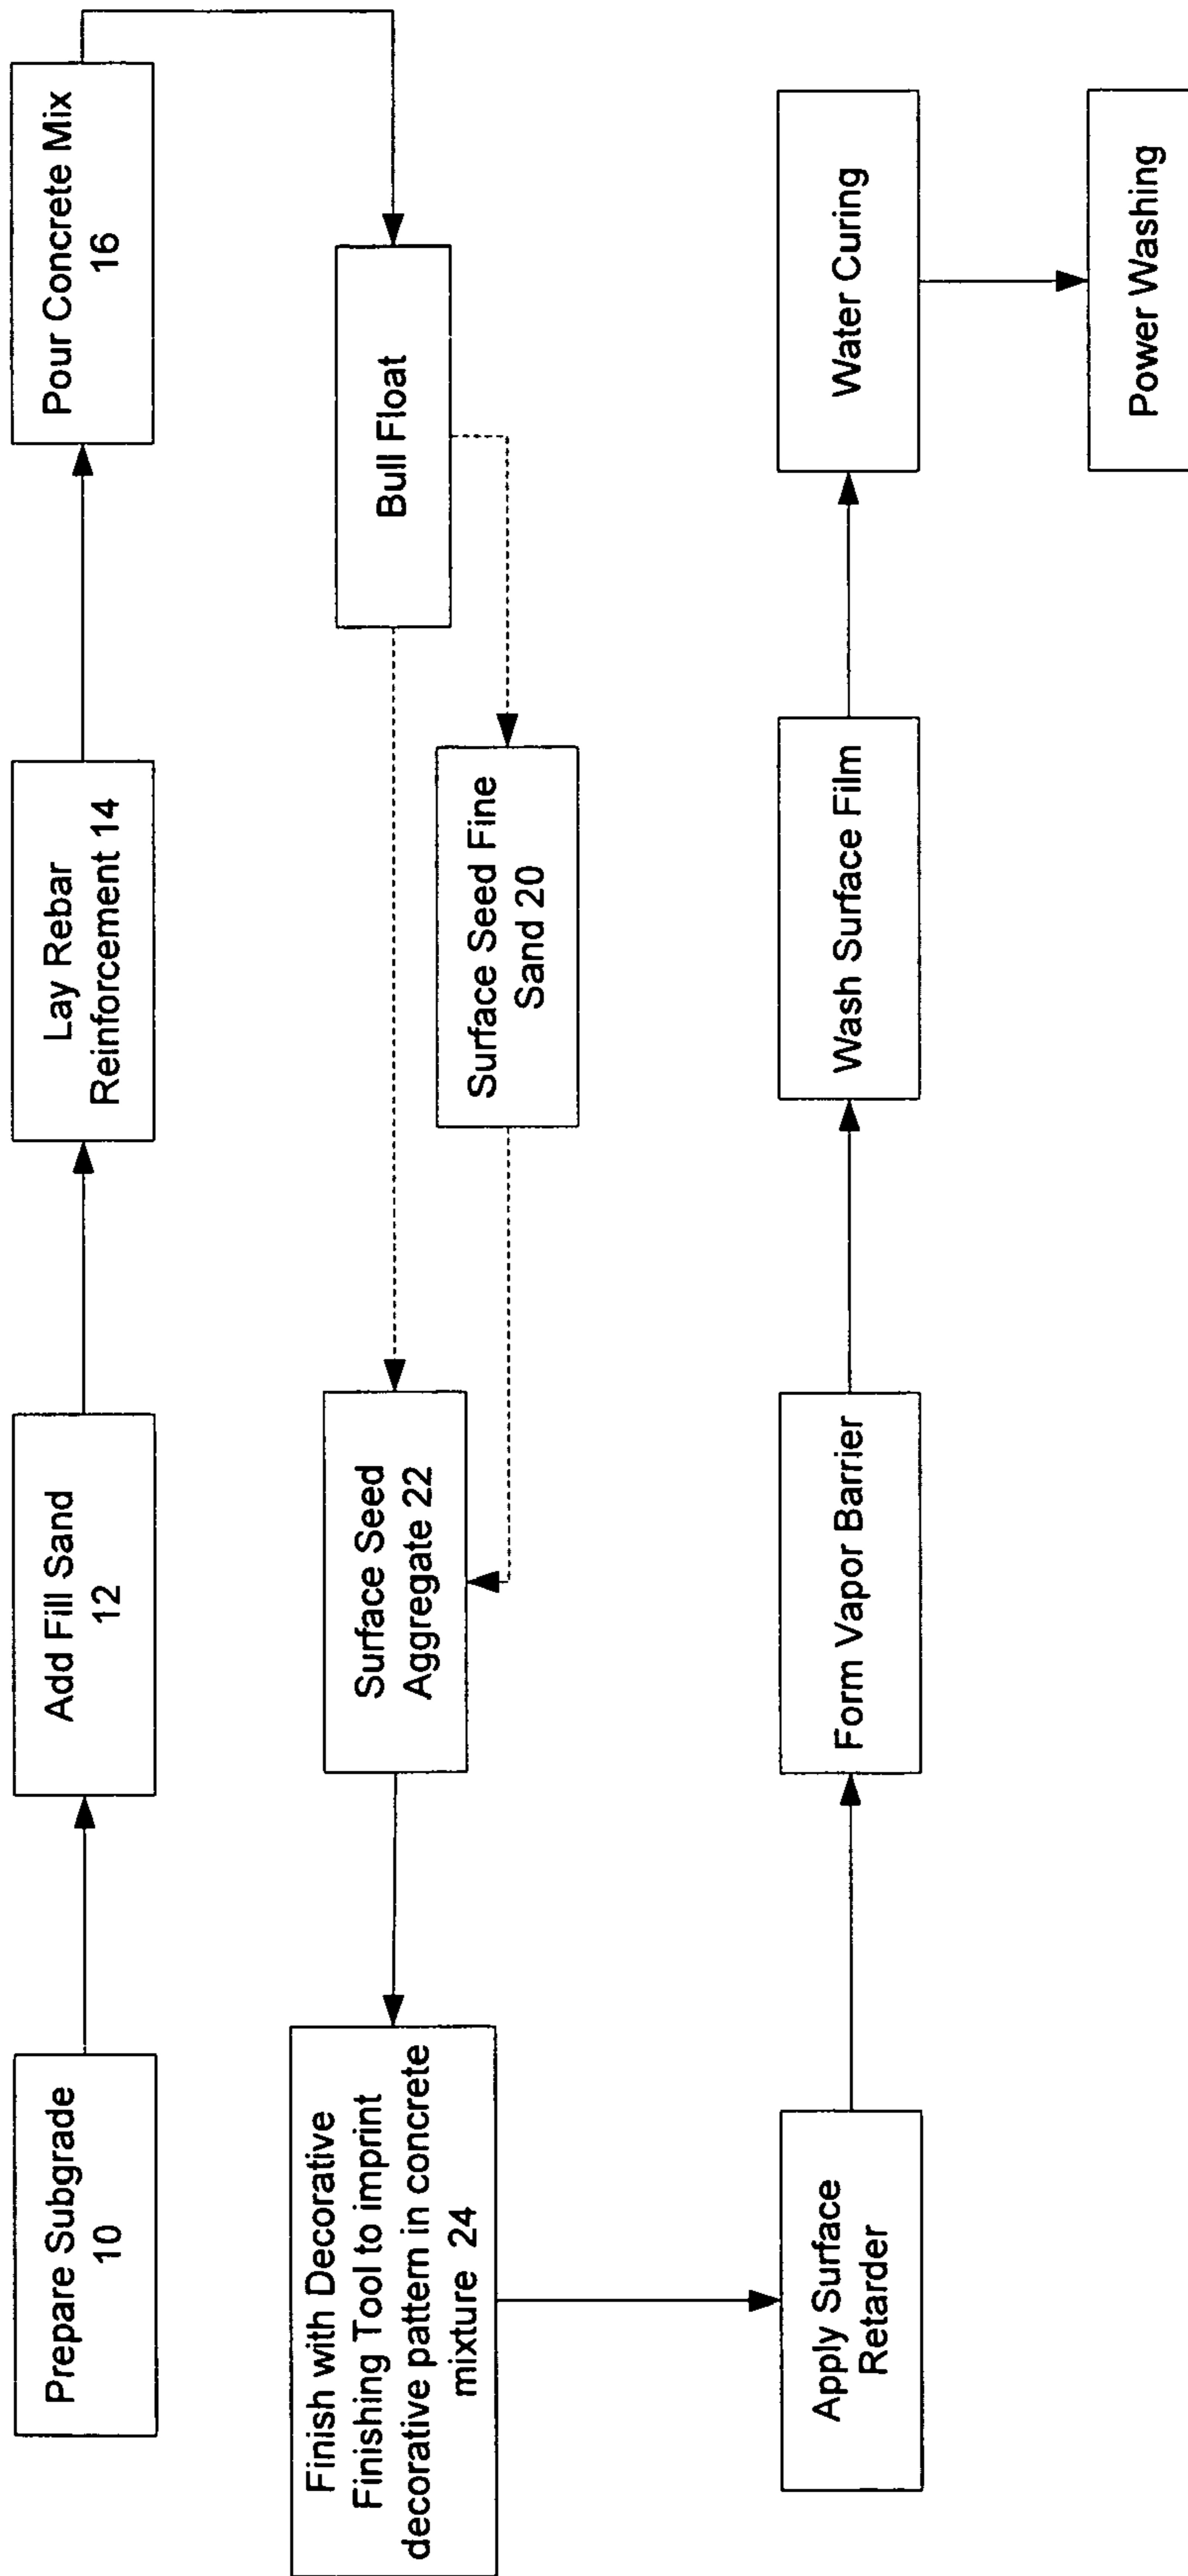 Prepare Subgrade
10
Add Fill Sand
12
Lay Rebar
Reinforcement 14
Pour Concrete Mix
16
Bull Float
Surface Seed Fine
Sand 20
Surface Seed
Aggregate 22
Finish with Decorative
Finishing Tool to imprint
decorative pattern in concrete
mixture 24
Apply Surface
Retarder
Form Vapor Barrier
Wash Surface Film
Water Curing
Power Washing